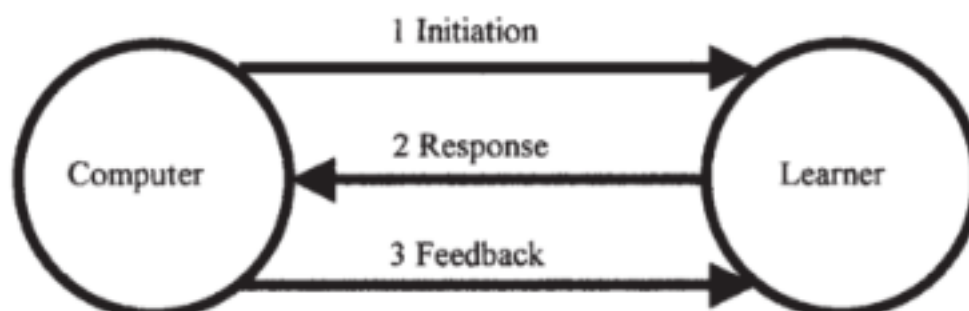 1 Initiation
2 Response
Computer
Learner
3 Feedback